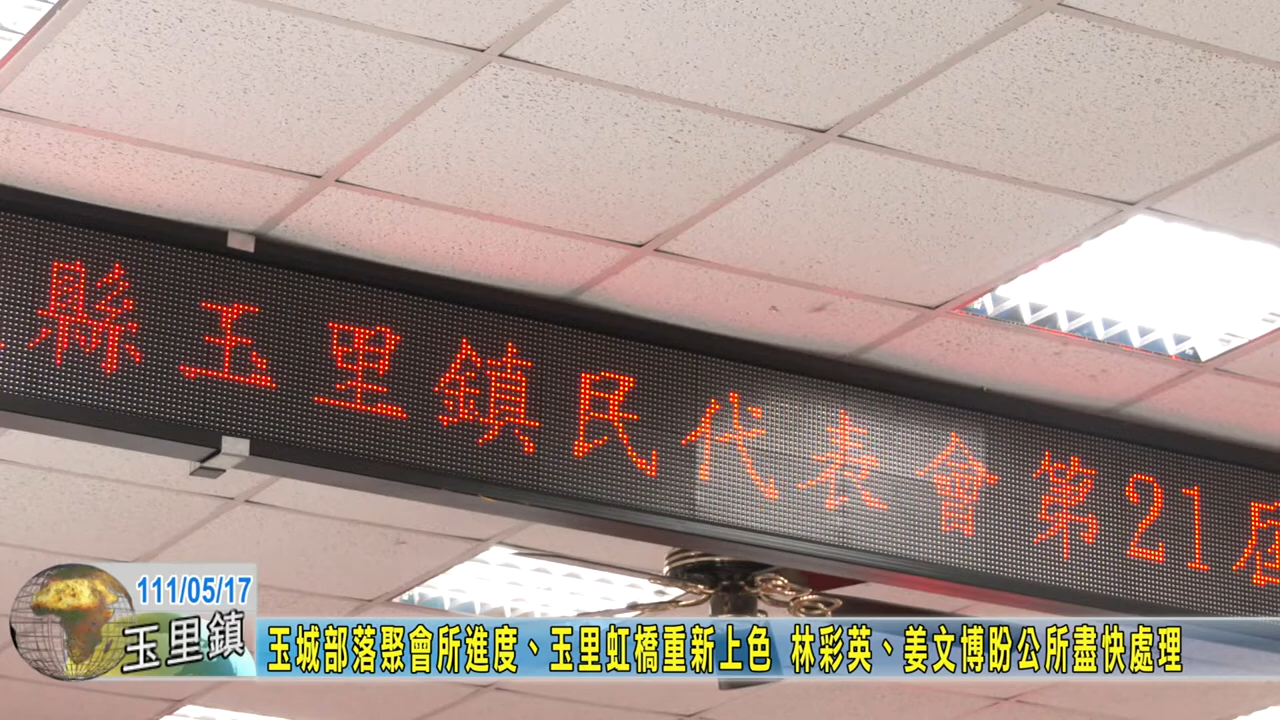 縣玉里鎮民代表會第21屆
111/05/17
玉里鎮
玉城部落聚會所進度、玉里虹橋重新上色 林彩英、姜文博盼公所盡快處理